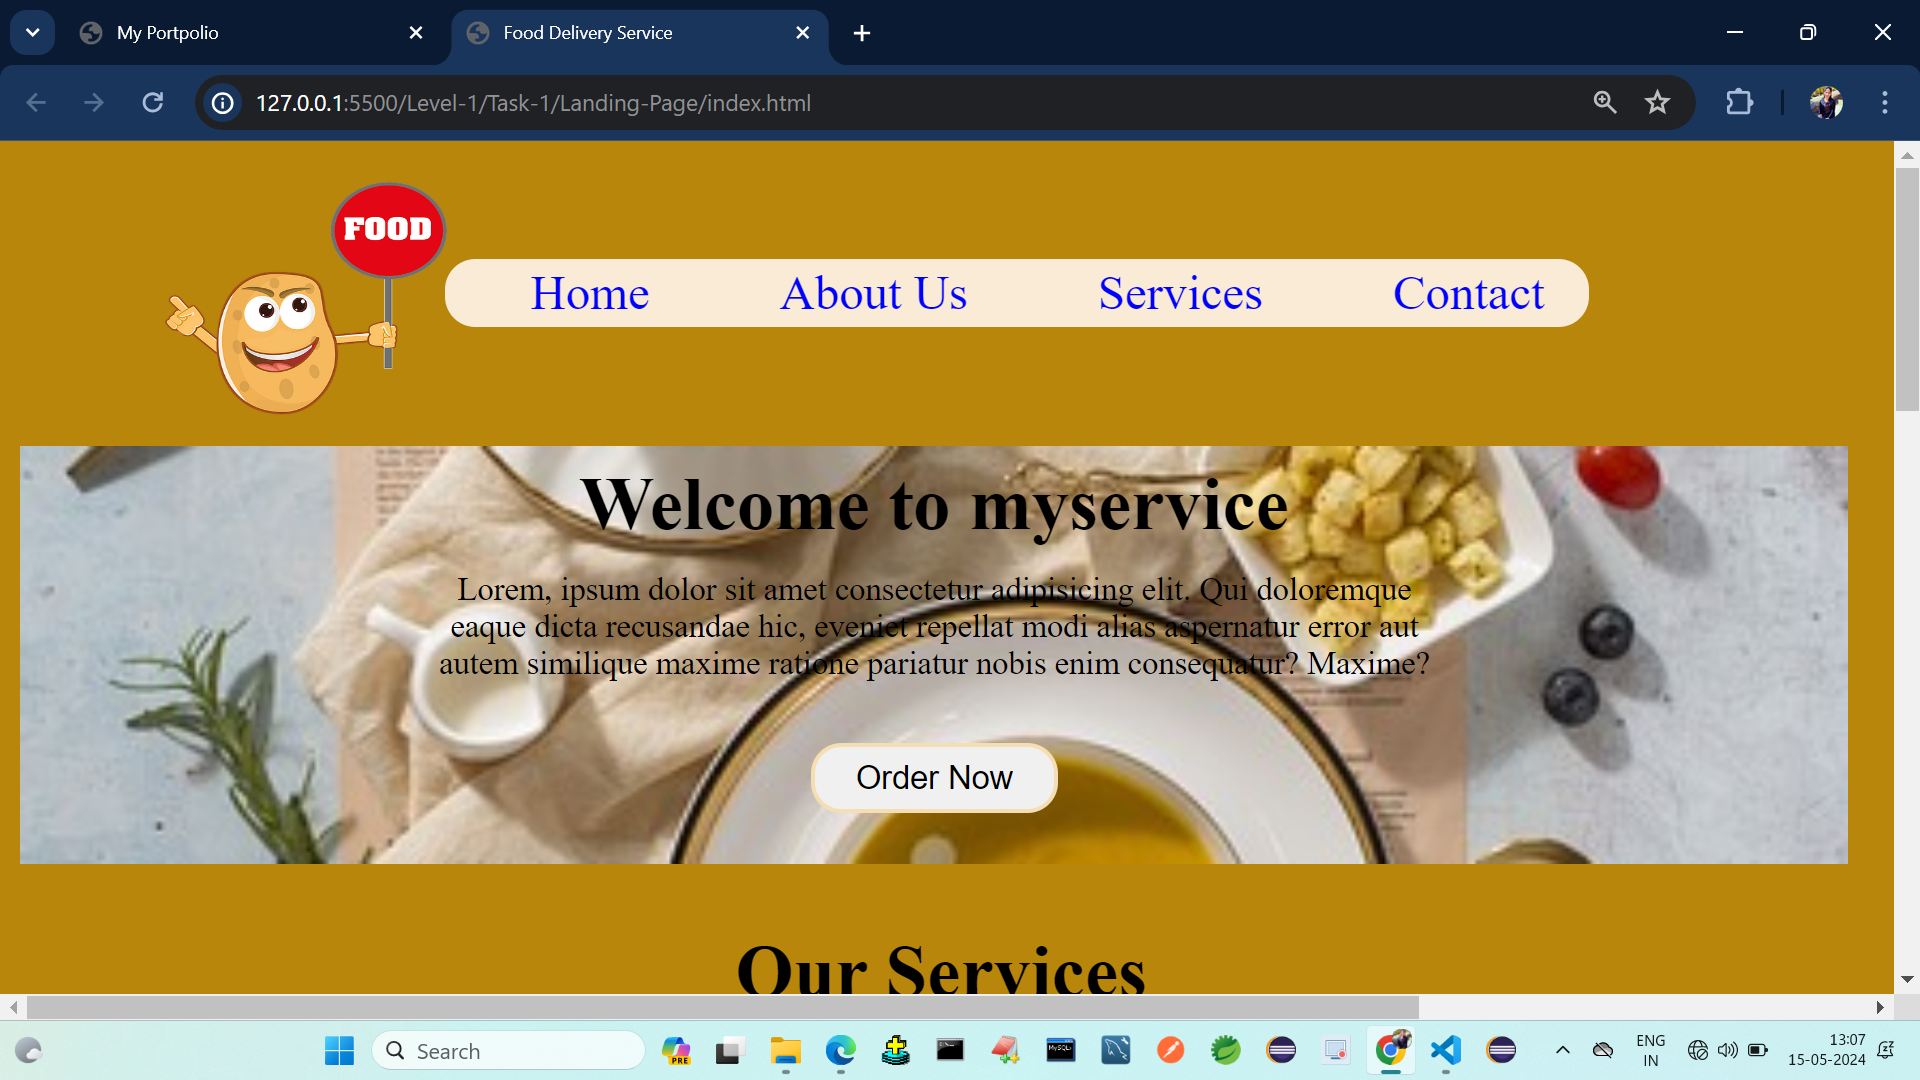 My Portpolio
Food Delivery Service
127.0.0.1:5500/Level-1/Task-1/Landing-Page/index.html
FOOD
Home About Us Services Contact
Welcome to myservice
Lorem, ipsum dolor sit amet consectetur adipisicing elit. Qui doloremque
eaque dicta recusandae hic, eveniet repellat modi alias aspernatur error aut
autem similique maxime ratione pariatur nobis enim consequatur? Maxime?
Order Now
Our Services
Search
PRE
MySQL
ENG
IN
13:07
15-05-2024